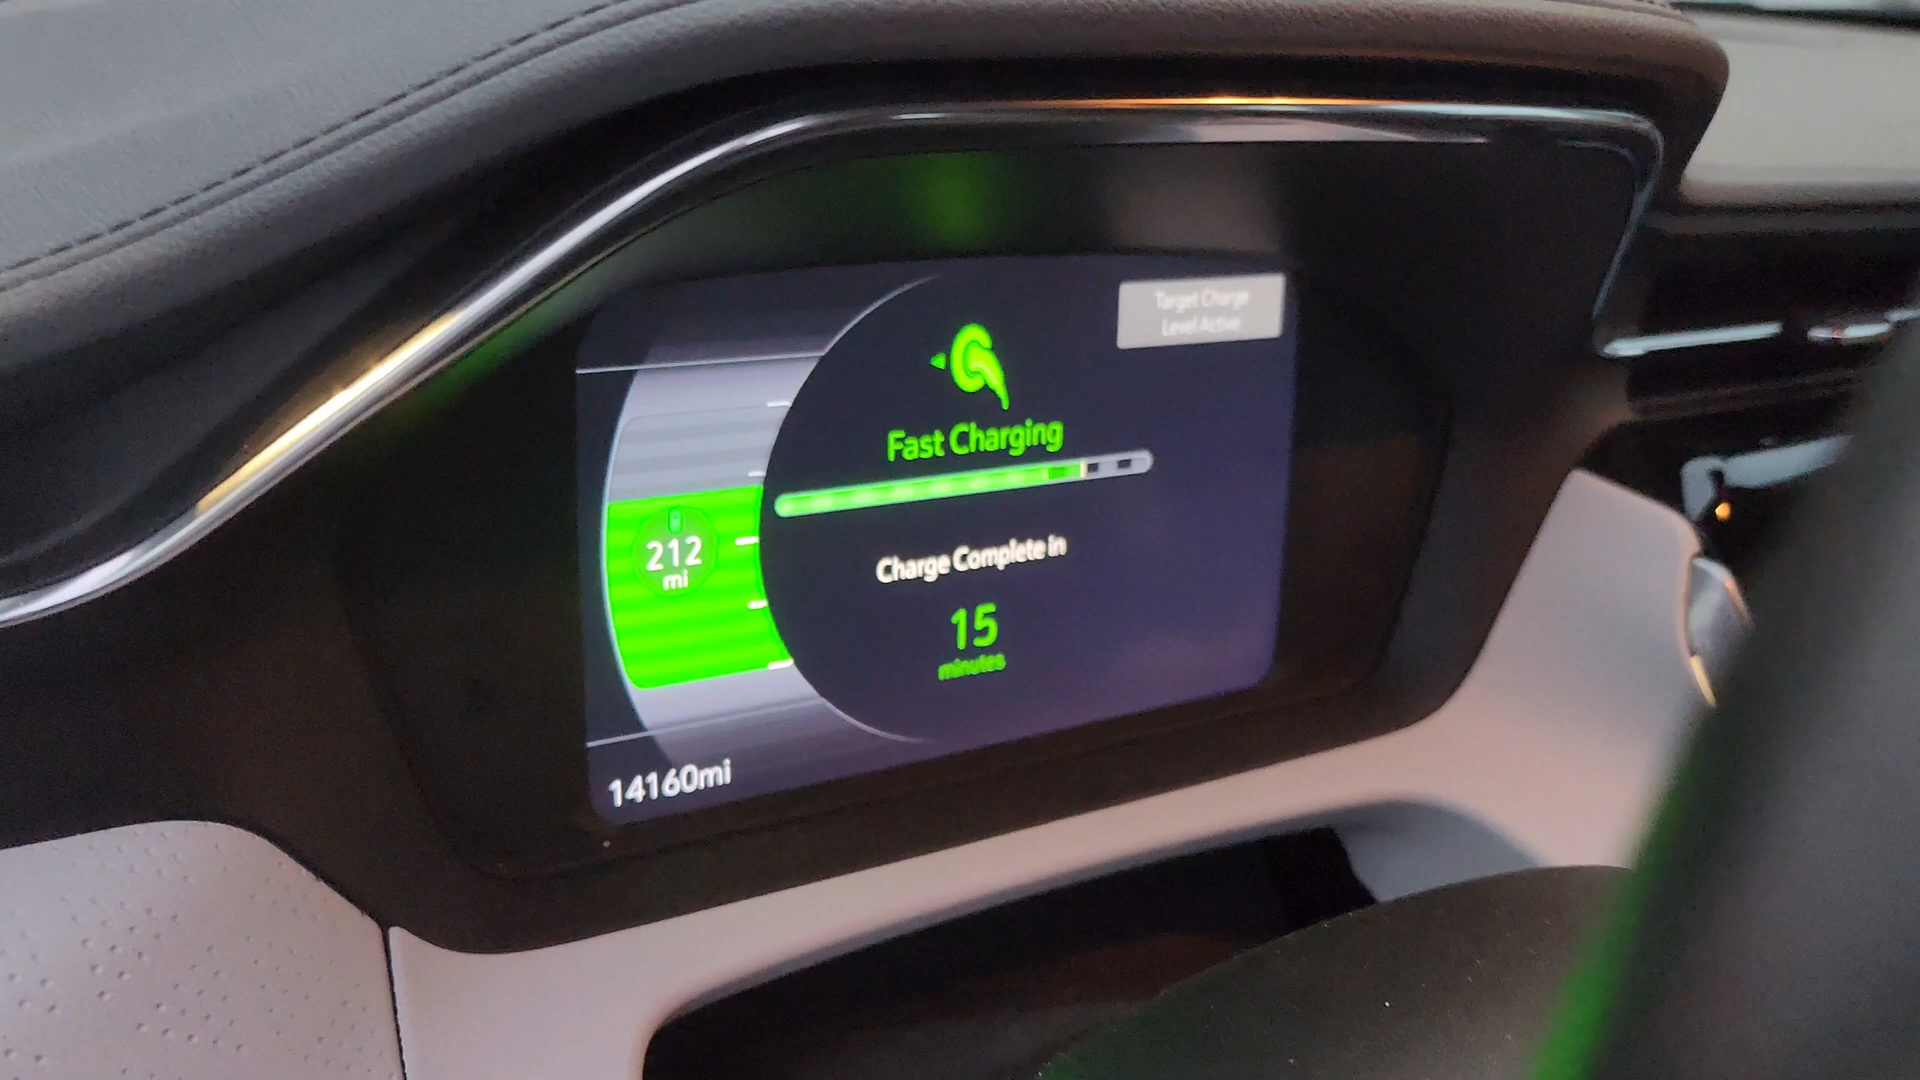 Target Charge
Level Active
Fast Charging
212
mi
Charge Complete in
15
minutes
14160mi